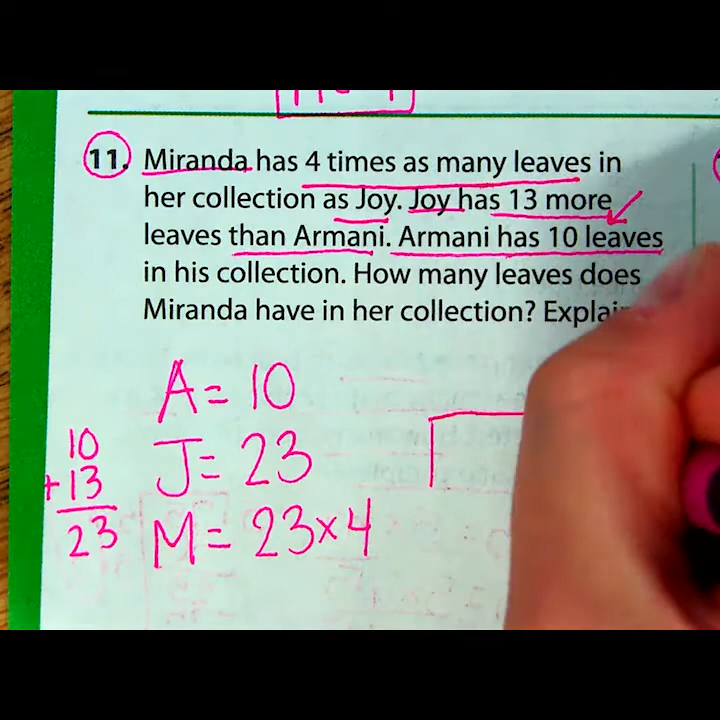 11. Miranda has 4 times as many leaves in
her collection as Joy. Joy has 13 more
leaves than Armani. Armani has 10 leaves
in his collection. How many leaves does
Miranda have in her collection?
A = 10
10
+13
23
J = 23
M = 23x4